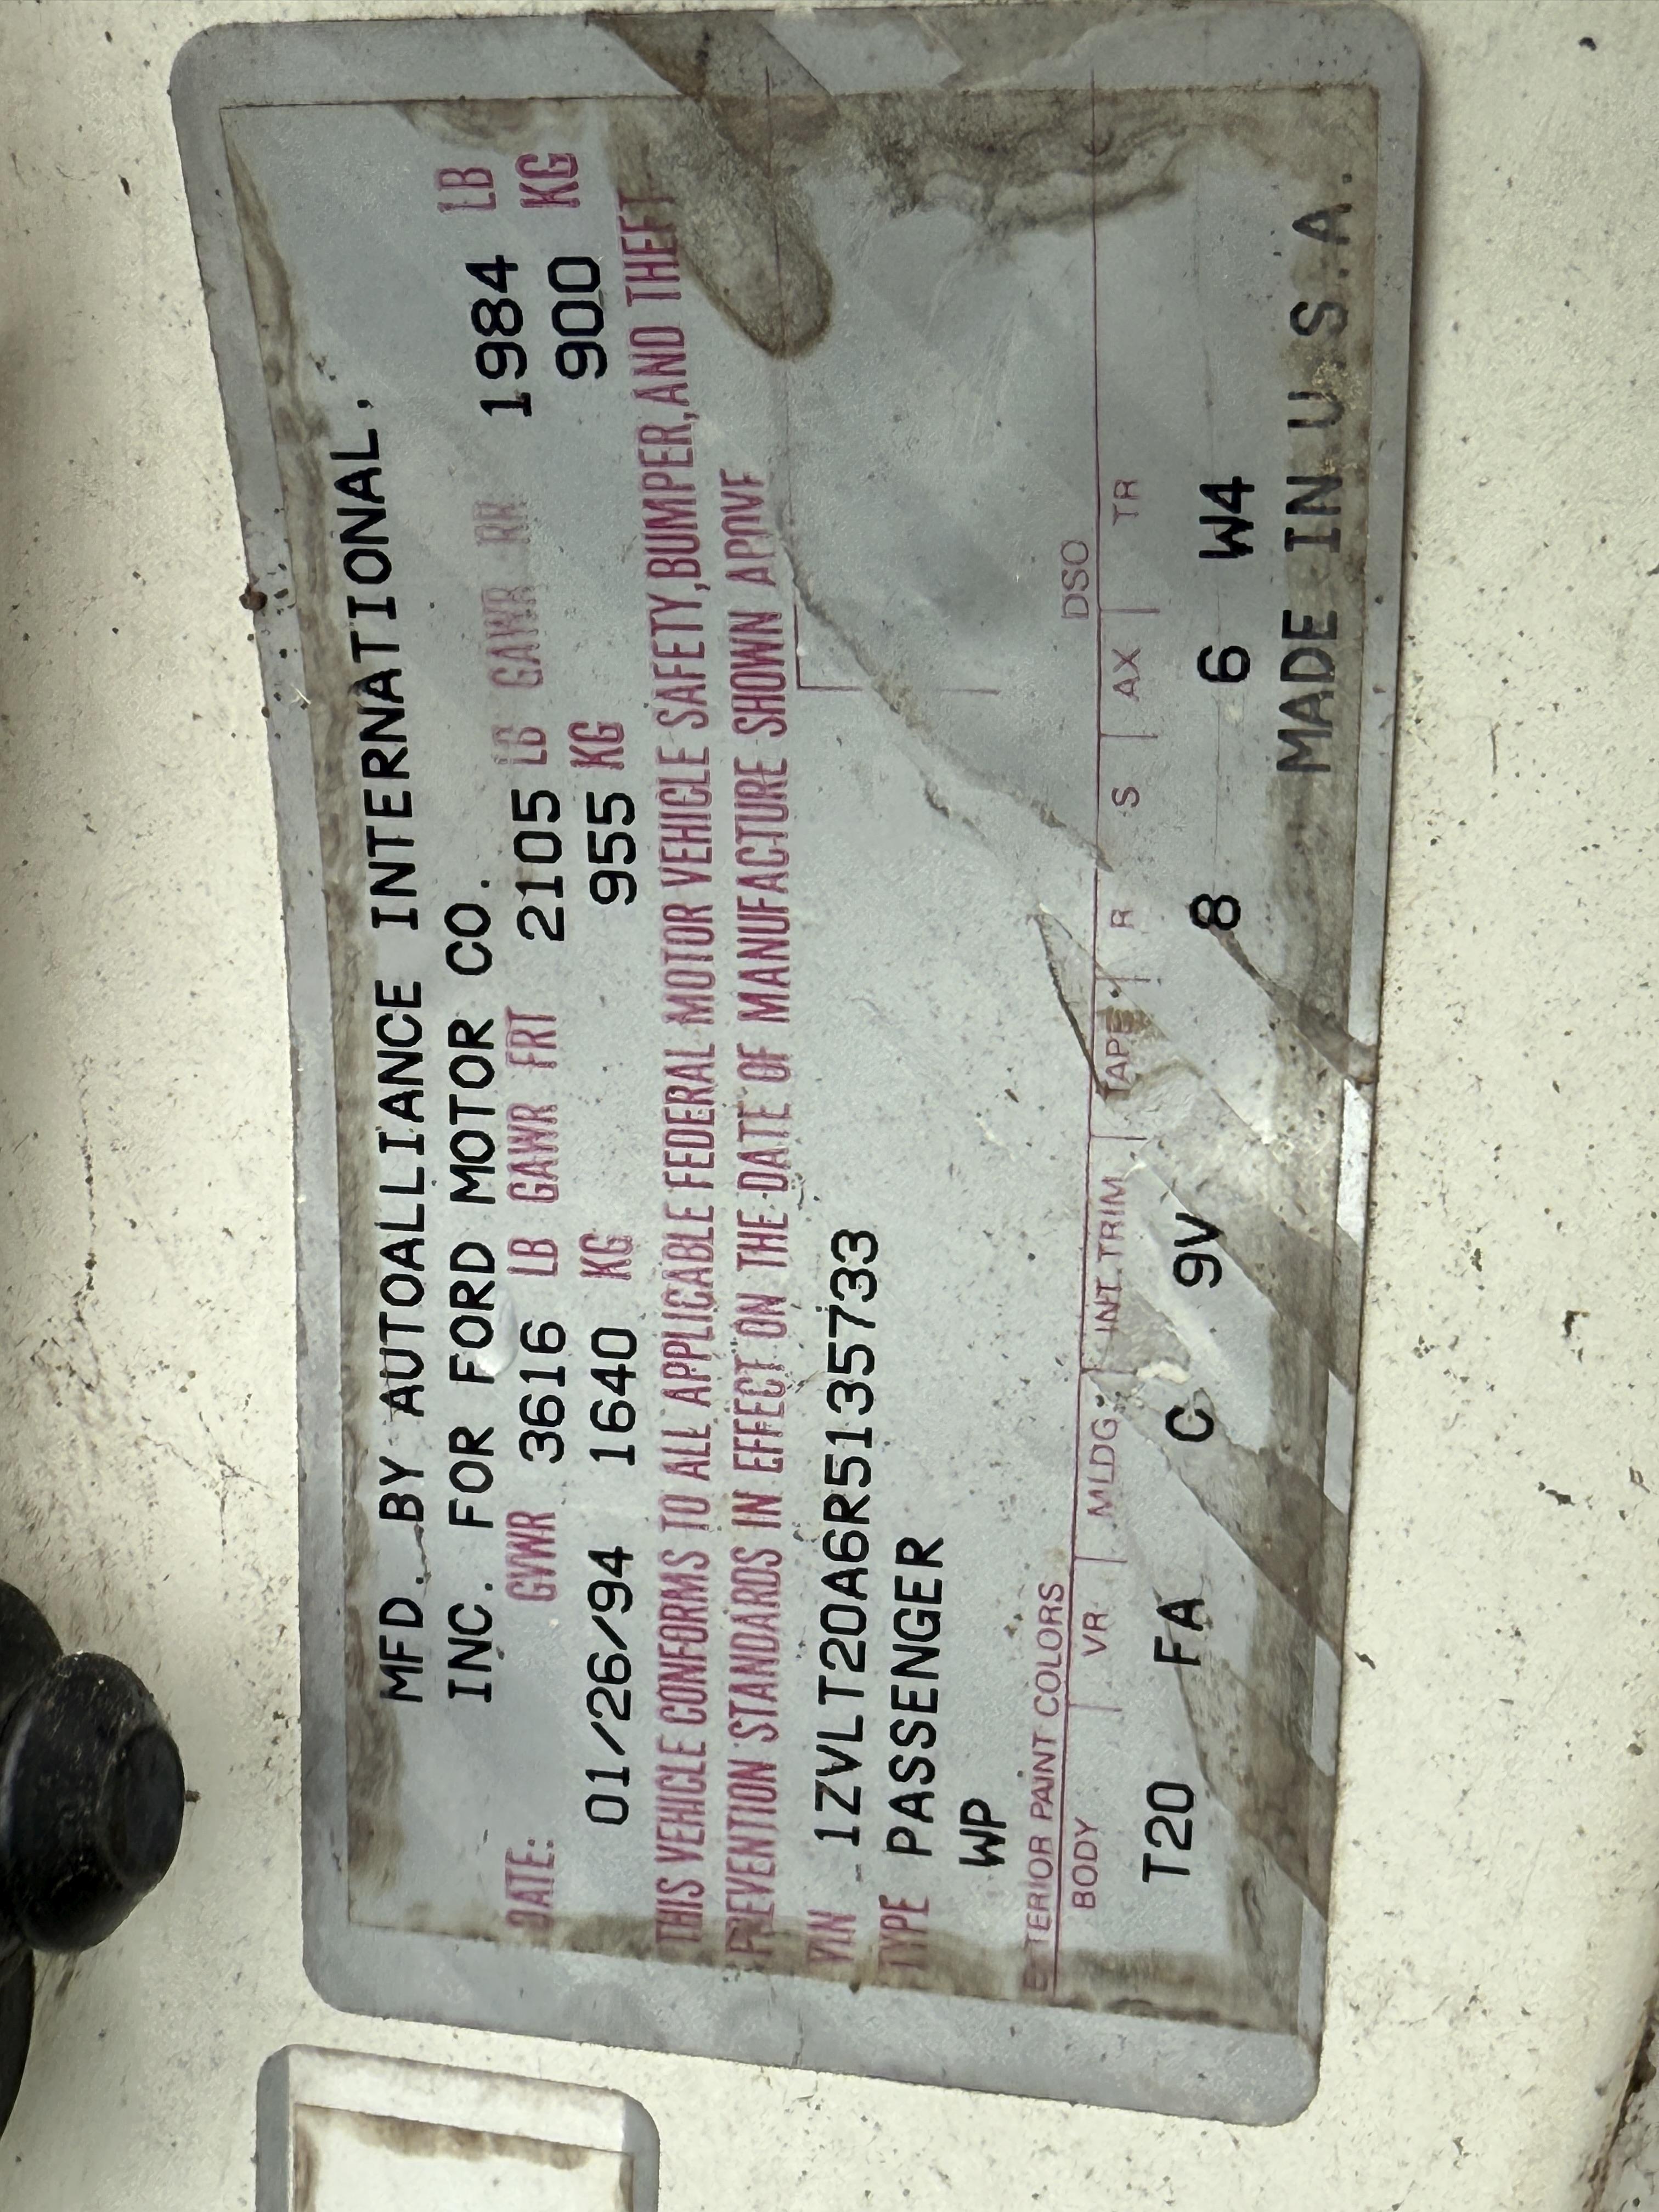 MFD. BY AUTOALLIANCE INTERNATIONAL.
INC. FOR FORD MOTOR CO.
DATE: GVWR 3616 LB GAWR FRT 2105 LB GAWR RR 1984 LB
01/26/94 1640 KG 955 KG 900 KG
THIS VEHICLE CONFORMS TO ALL APPLICABLE FEDERAL MOTOR VEHICLE SAFETY,BUMPER,AND THEFT
PREVENTION STANDARDS IN EFFECT ON THE DATE OF MANUFACTURE SHOWN ABOVE
VIN 1ZVLT20A6R5135733
TYPE PASSENGER
WP
EXTERIOR PAINT COLORS DSO
BODY VR MLDG. INT. TRIM TAPE R S AX TR
T20 FA C 9V 8 6 W4
MADE IN U.S.A.